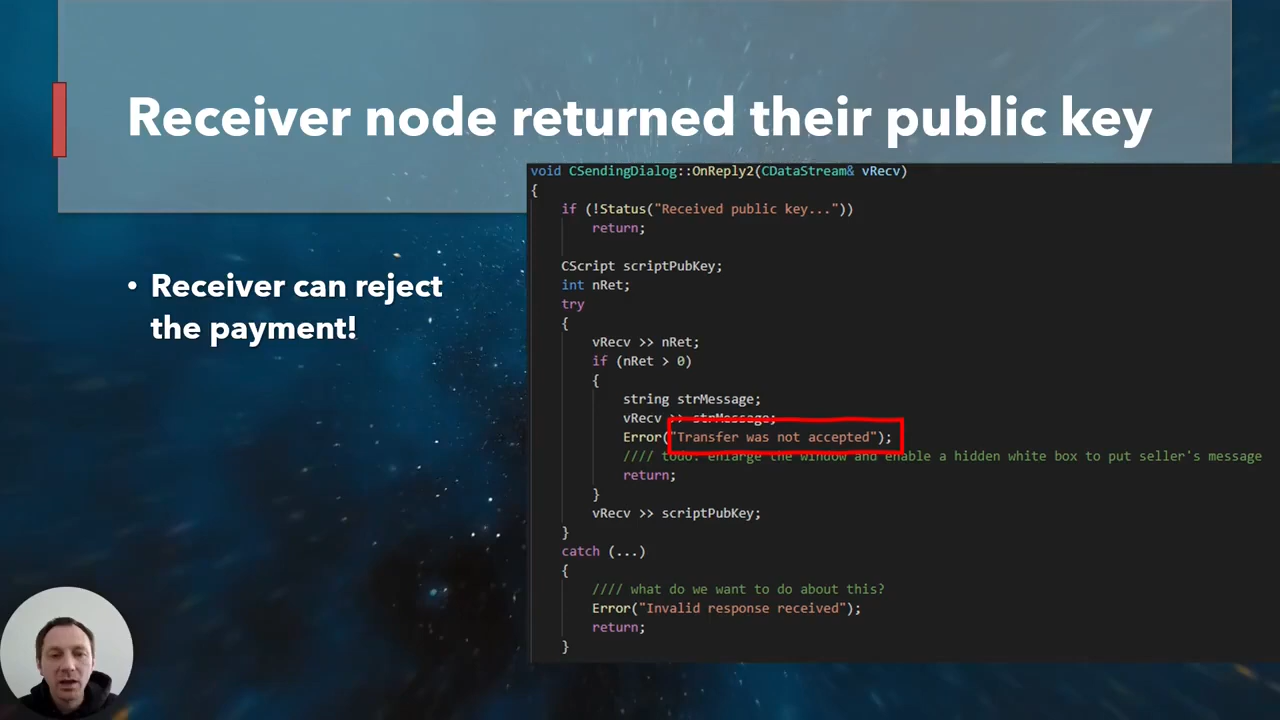 Receiver node returned their public key
• Receiver can reject
the payment!
void CSendingDialog::OnReply2(CDataStream& vRecv)
{
if (!Status("Received public key..."))
return;
CScript scriptPubKey;
int nRet;
try
{
vRecv >> nRet;
if (nRet > 0)
{
string strMessage;
vRecv >> strMessage;
Error("Transfer was not accepted");
//// todo: enlarge the window and enable a hidden white box to put seller's message
return;
}
vRecv >> scriptPubKey;
}
catch (...)
{
//// what do we want to do about this?
Error("Invalid response received");
return;
}